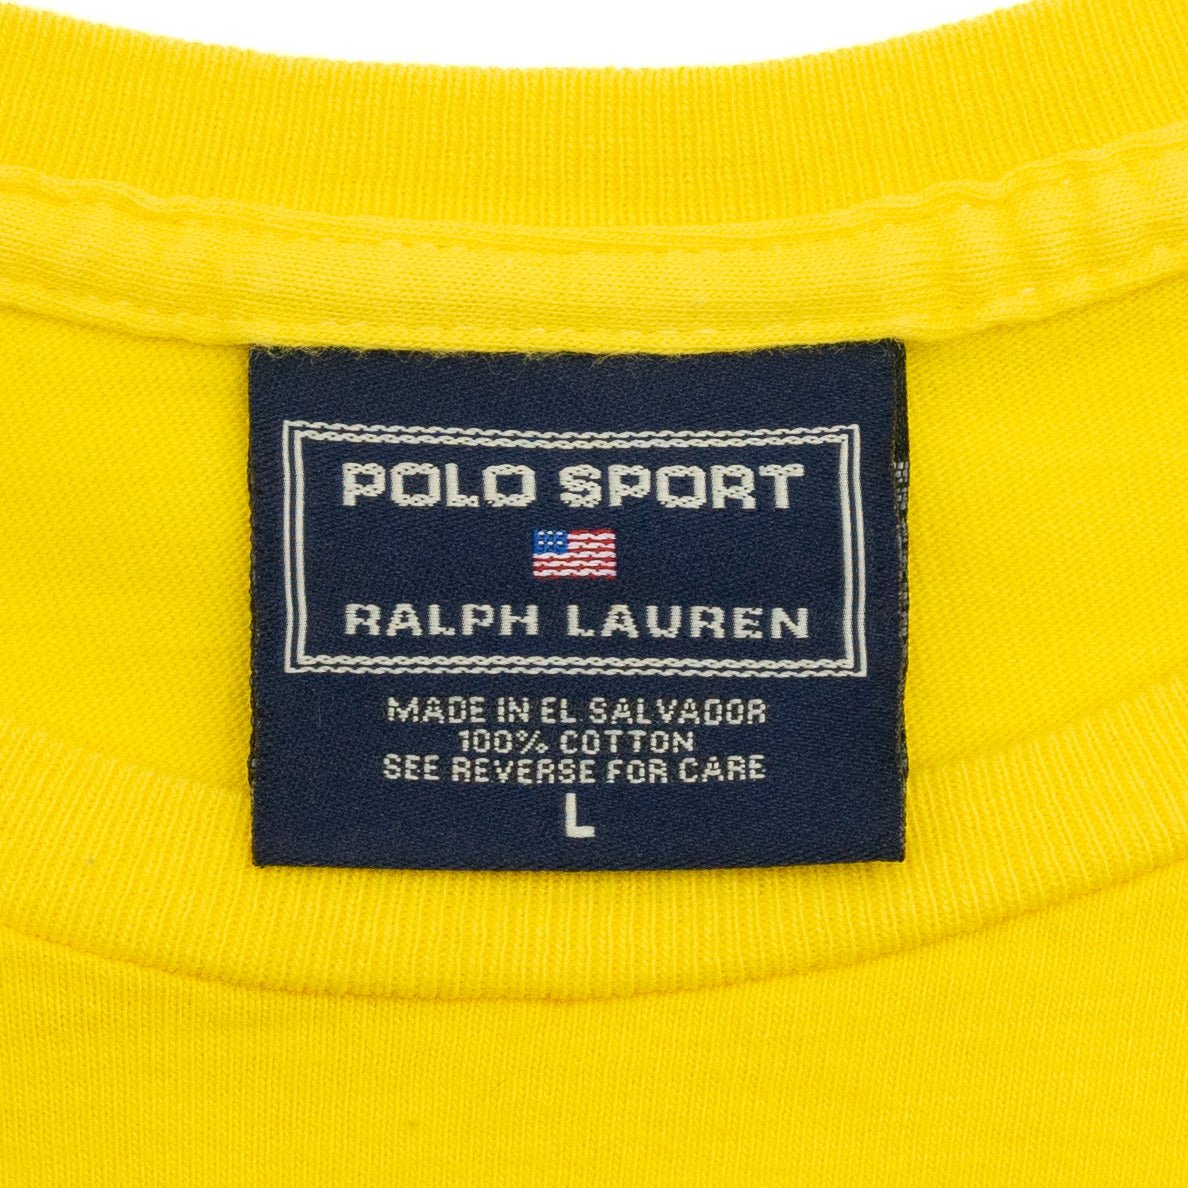 POLO SPORT
RALPH LAUREN
MADE IN EL SALVADOR
100% COTTON
SEE REVERSE FOR CARE
L